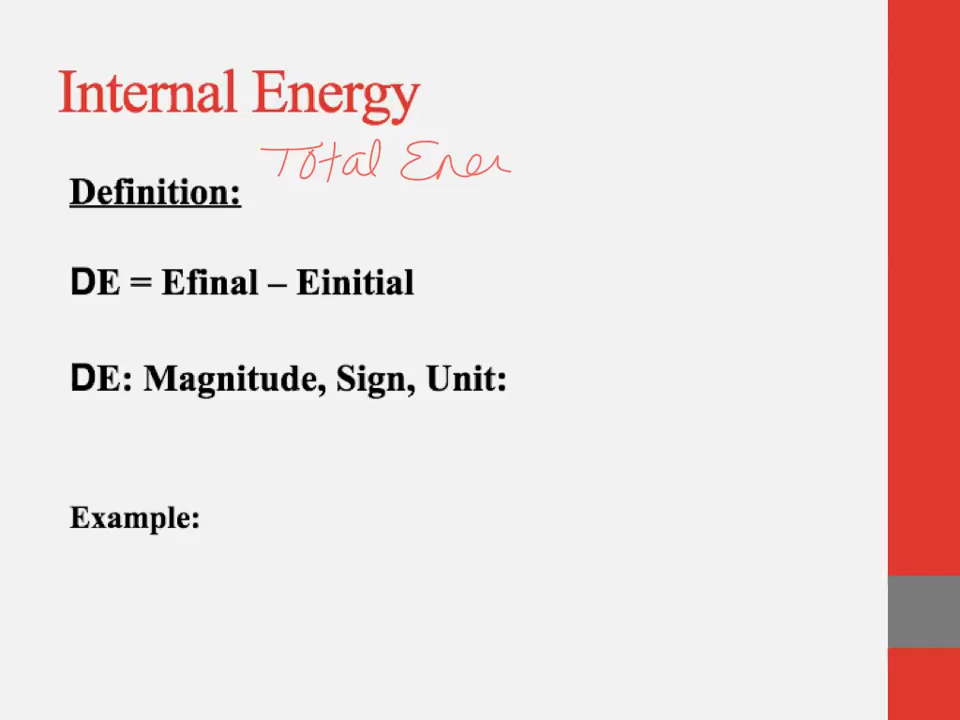 Internal Energy
Total Ener
Definition:
DE = Efinal – Einitial
DE: Magnitude, Sign, Unit:
Example: